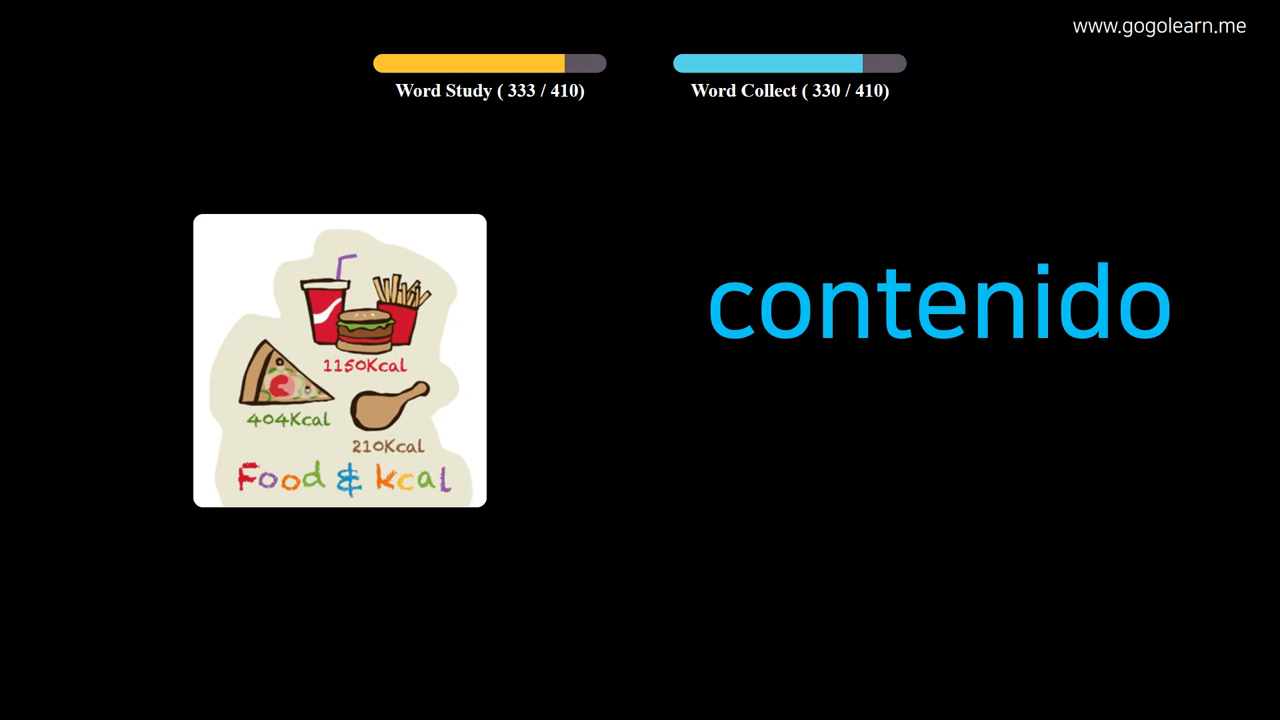 www.gogolearn.me
Word Study ( 333 / 410)
Word Collect ( 330 / 410)
contenido
1150Kcal
404Kcal
210Kcal
Food & kcal